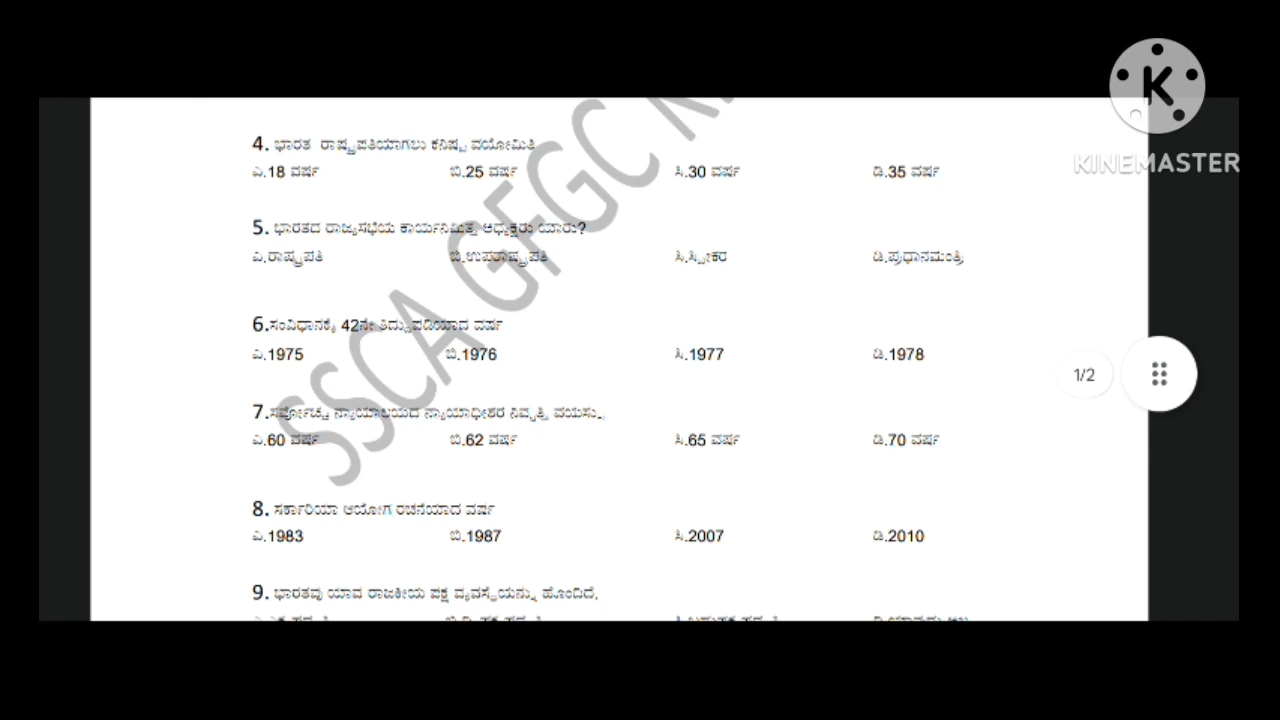 KINEMASTER
SSCA GFGC
4. ಭಾರತ ರಾಷ್ಟ್ರಪತಿಯಾಗಲು ಕನಿಷ್ಟ ವಯೋಮಿತಿ
ಎ.18 ವರ್ಷ ಬಿ.25 ವರ್ಷ ಸಿ.30 ವರ್ಷ ಡಿ.35 ವರ್ಷ
5. ಭಾರತದ ರಾಜ್ಯಸಭೆಯ ಕಾರ್ಯನಿಮಿತ್ತ ಅಧ್ಯಕ್ಷರು ಯಾರು?
ಎ.ರಾಷ್ಟ್ರಪತಿ ಬಿ.ಉಪರಾಷ್ಟ್ರಪತಿ ಸಿ.ಸ್ಪೀಕರ ಡಿ.ಪ್ರಧಾನಮಂತ್ರಿ
6.ಸಂವಿಧಾನಕ್ಕೆ 42ನೇ ತಿದ್ದುಪಡಿಯಾದ ವರ್ಷ
ಎ.1975 ಬಿ.1976 ಸಿ.1977 ಡಿ.1978
1/2
7.ಸರ್ವೋಚ್ಚ ನ್ಯಾಯಾಲಯದ ನ್ಯಾಯಾಧೀಶರ ನಿವೃತ್ತಿ ವಯಸ್ಸು,
ಎ.60 ವರ್ಷ ಬಿ.62 ವರ್ಷ ಸಿ.65 ವರ್ಷ ಡಿ.70 ವರ್ಷ
8. ಸರ್ಕಾರಿಯಾ ಆಯೋಗ ರಚನೆಯಾದ ವರ್ಷ
ಎ.1983 ಬಿ.1987 ಸಿ.2007 ಡಿ.2010
9. ಭಾರತವು ಯಾವ ರಾಜಕೀಯ ಪಕ್ಷ ವ್ಯವಸ್ಥೆಯನ್ನು ಹೊಂದಿದೆ,